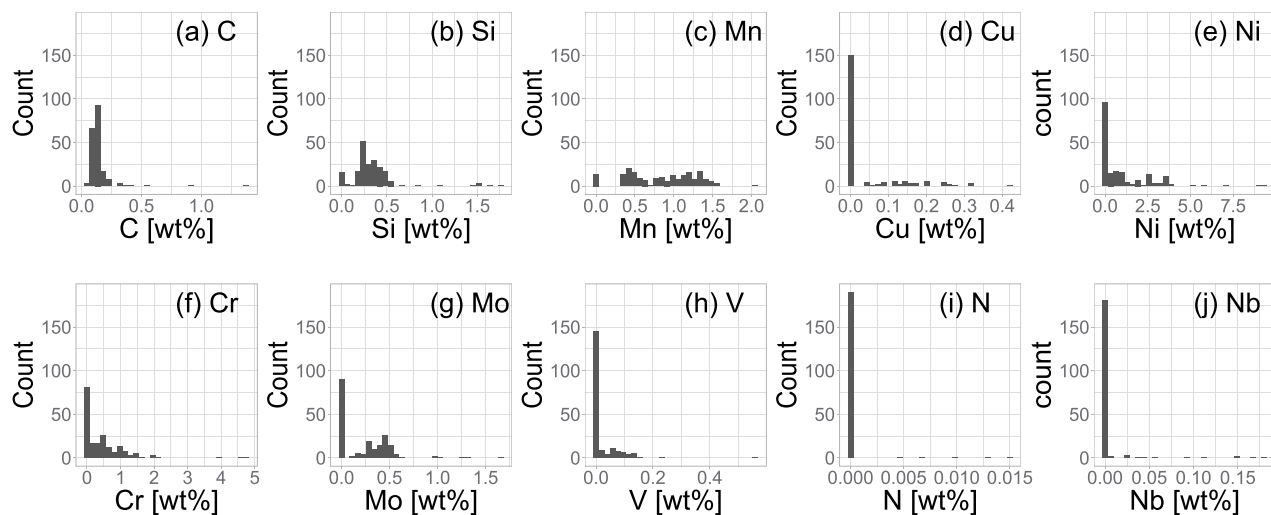 (a) C
(b) Si
(c) Mn
(d) Cu
(e) Ni
Count
150
100
50
0
0.0 0.5 1.0
C [wt%]
Count
150
100
50
0
0.0 0.5 1.0 1.5
Si [wt%]
Count
150
100
50
0
0.0 0.5 1.0 1.5 2.0
Mn [wt%]
Count
150
100
50
0
0.0 0.1 0.2 0.3 0.4
Cu [wt%]
count
150
100
50
0
0.0 2.5 5.0 7.5
Ni [wt%]
(f) Cr
(g) Mo
(h) V
(i) N
(j) Nb
Count
150
100
50
0
0 1 2 3 4 5
Cr [wt%]
Count
150
100
50
0
0.0 0.5 1.0 1.5
Mo [wt%]
Count
150
100
50
0
0.0 0.2 0.4
V [wt%]
Count
150
100
50
0
0.000 0.005 0.010 0.015
N [wt%]
count
150
100
50
0
0.00 0.05 0.10 0.15
Nb [wt%]